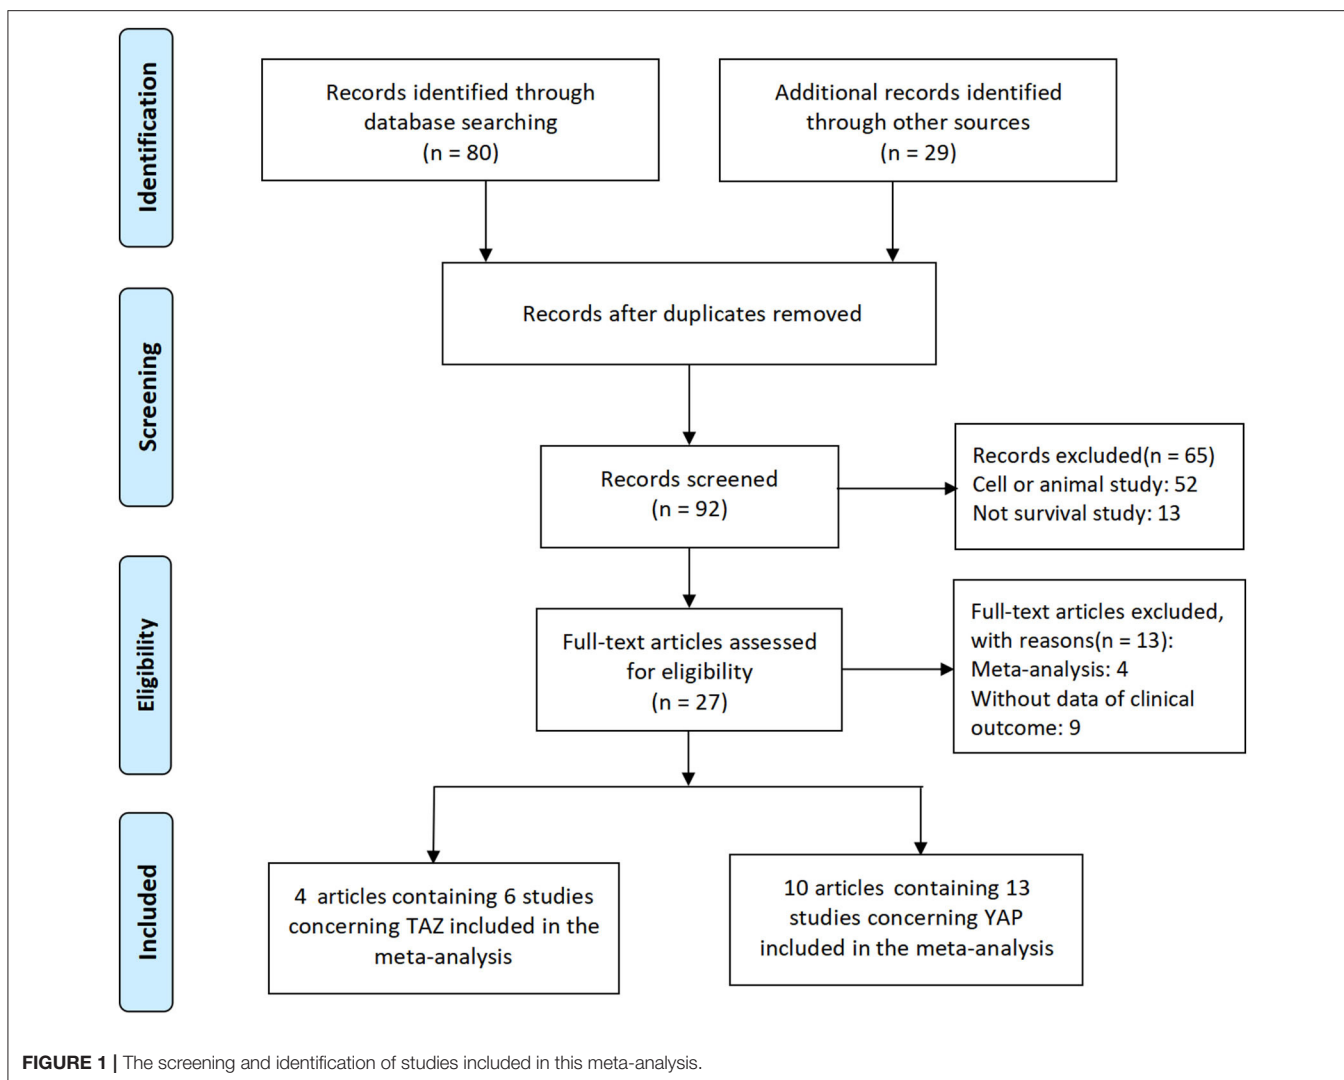 Identification
Records identified through
database searching
(n = 80)
Additional records identified
through other sources
(n = 29)
Screening
Records after duplicates removed
Records screened
(n = 92)
Records excluded(n = 65)
Cell or animal study: 52
Not survival study: 13
Eligibility
Full-text articles assessed
for eligibility
(n = 27)
Full-text articles excluded,
with reasons(n = 13):
Meta-analysis: 4
Without data of clinical
outcome: 9
Included
4 articles containing 6 studies
concerning TAZ included in the
meta-analysis
10 articles containing 13
studies concerning YAP
included in the meta-analysis
FIGURE 1 | The screening and identification of studies included in this meta-analysis.